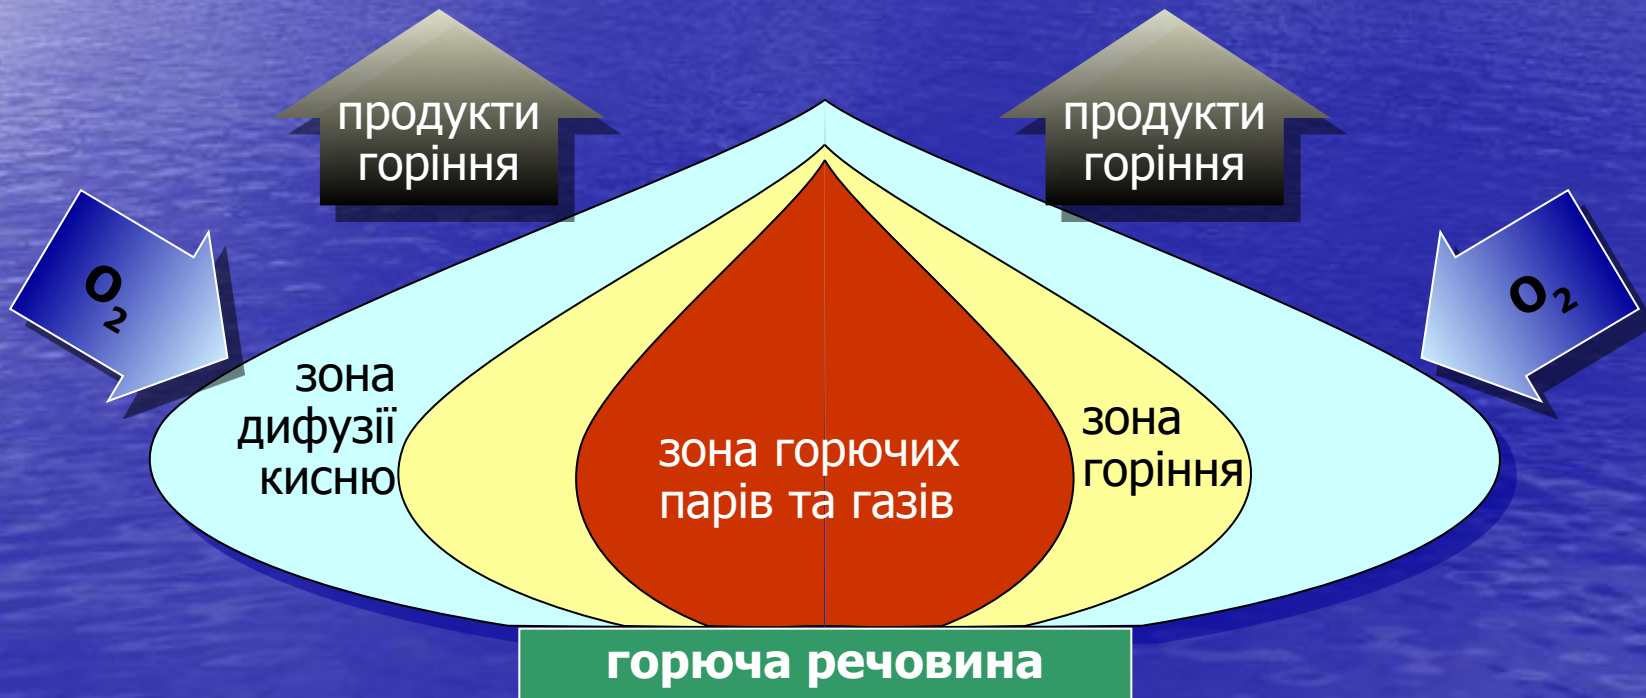 продукти
горіння
продукти
горіння
O₂
O₂
зона
дифузії
кисню
зона горючих
парів та газів
зона
горіння
горюча речовина